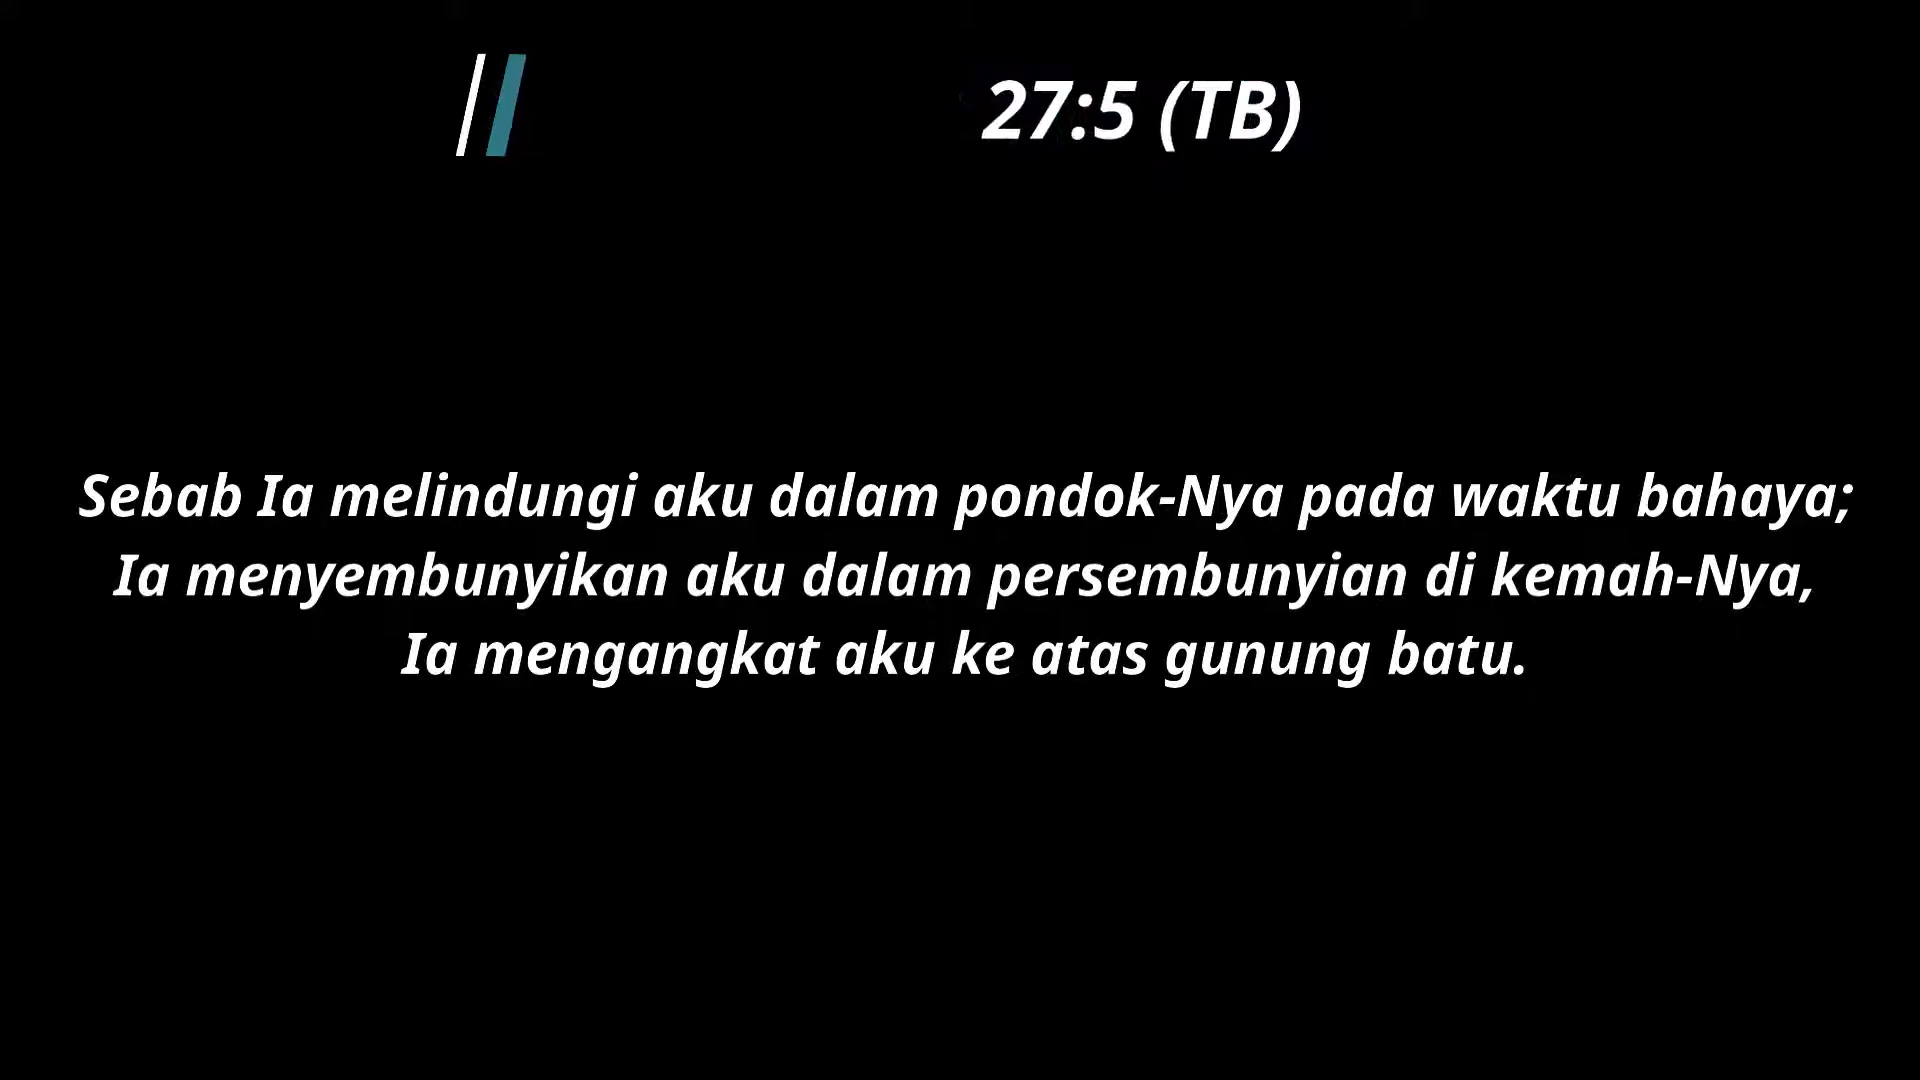 27:5 (TB)
Sebab Ia melindungi aku dalam pondok-Nya pada waktu bahaya;
Ia menyembunyikan aku dalam persembunyian di kemah-Nya,
Ia mengangkat aku ke atas gunung batu.